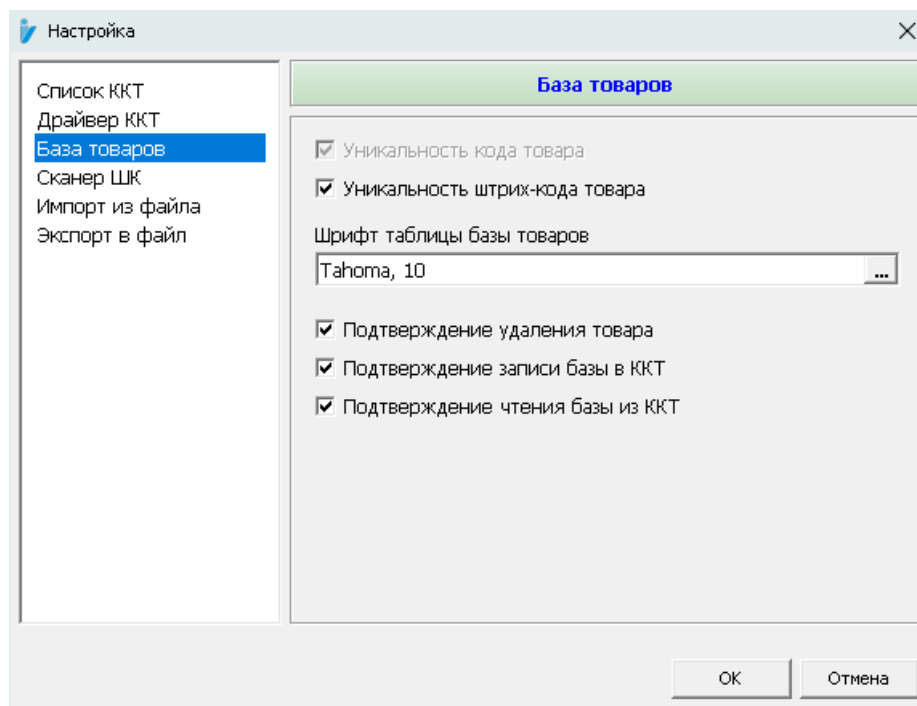 Настройка
Список ККТ
Драйвер ККТ
База товаров
Сканер ШК
Импорт из файла
Экспорт в файл
База товаров
Уникальность кода товара
Уникальность штрих-кода товара
Шрифт таблицы базы товаров
Tahoma, 10
...
Подтверждение удаления товара
Подтверждение записи базы в ККТ
Подтверждение чтения базы из ККТ
ОК
Отмена